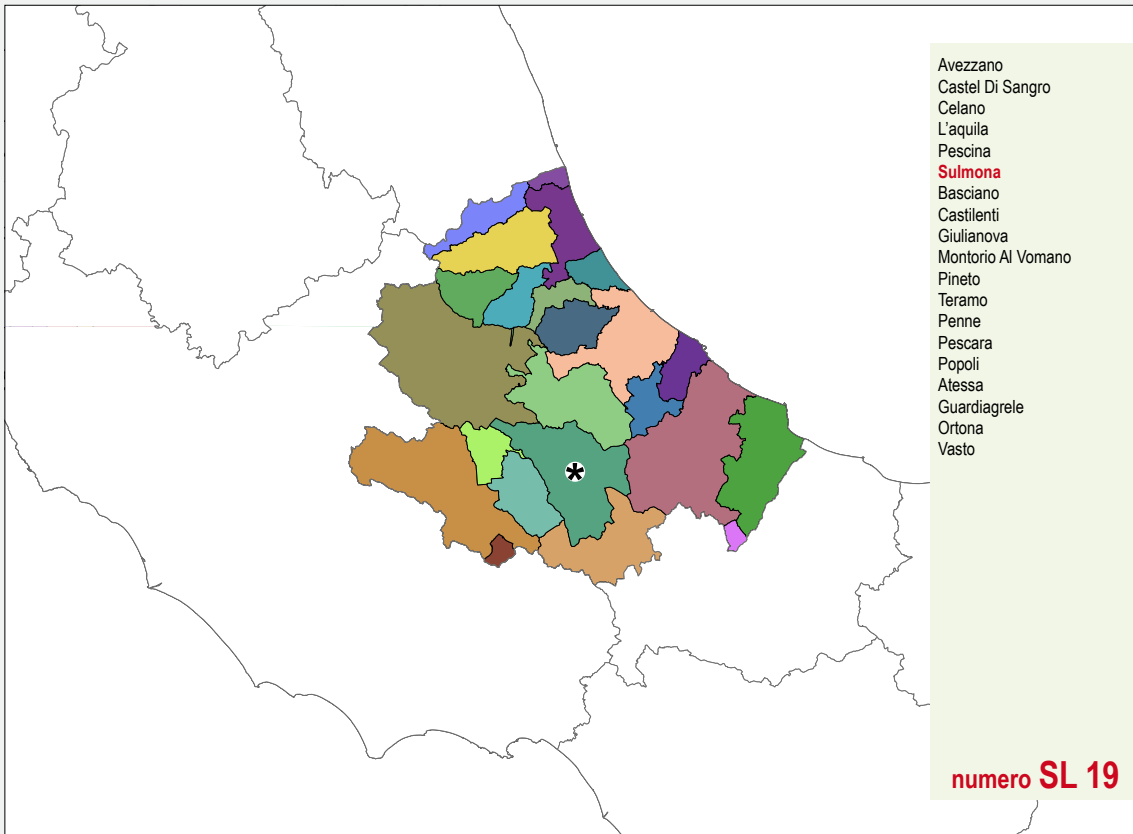 Avezzano
Castel Di Sangro
Celano
L'aquila
Pescina
Sulmona
Basciano
Castilenti
Giulianova
Montorio Al Vomano
Pineto
Teramo
Penne
Pescara
Popoli
Atessa
Guardiagrele
Ortona
Vasto
numero SL 19